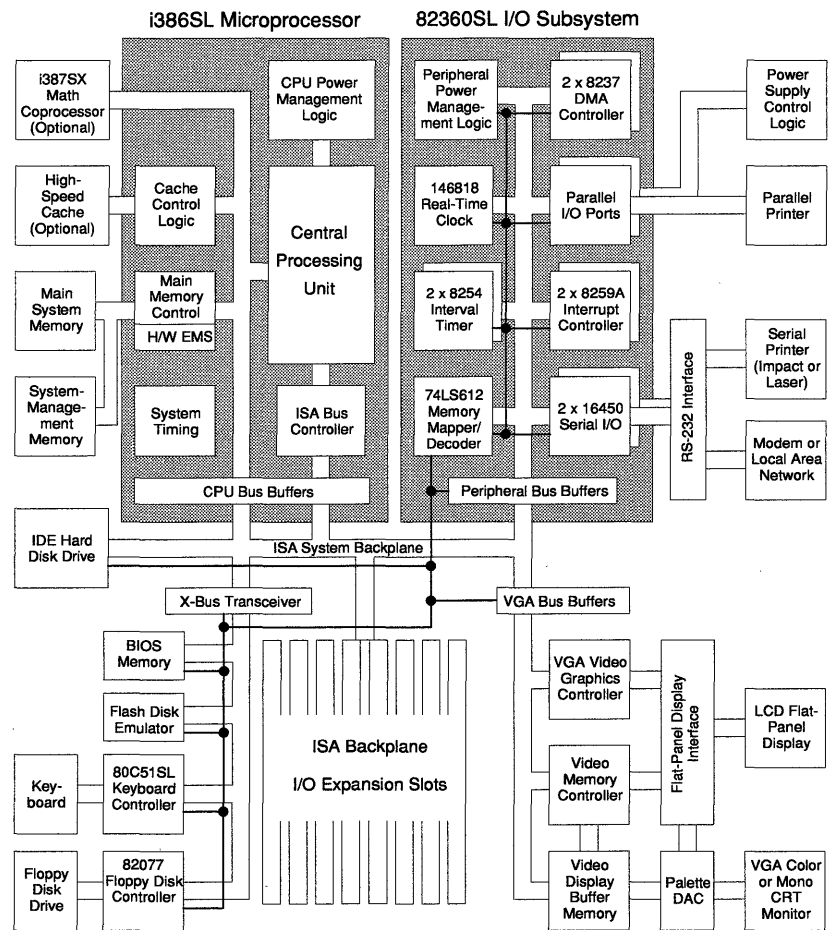 i386SL Microprocessor
82360SL I/O Subsystem
i387SX
Math
Coprocessor
(Optional)
CPU Power
Management
Logic
Peripheral
Power
Manage-
ment Logic
2 x 8237
DMA
Controller
Power
Supply
Control
Logic
High-
Speed
Cache
(Optional)
Cache
Control
Logic
Central
Processing
Unit
146818
Real-Time
Clock
Parallel
I/O Ports
Parallel
Printer
Main
System
Memory
Main
Memory
Control
H/W EMS
2 x 8254
Interval
Timer
2 x 8259A
Interrupt
Controller
RS-232 Interface
Serial
Printer
(Impact or
Laser)
System-
Manage-
ment
Memory
System
Timing
ISA Bus
Controller
74LS612
Memory
Mapper/
Decoder
2 x 16450
Serial I/O
Modem or
Local Area
Network
CPU Bus Buffers
Peripheral Bus Buffers
IDE Hard
Disk Drive
ISA System Backplane
X-Bus Transceiver
VGA Bus Buffers
BIOS
Memory
VGA Video
Graphics
Controller
Flat-Panel Display
Interface
LCD Flat-
Panel
Display
Flash Disk
Emulator
ISA Backplane
I/O Expansion Slots
Key-
board
80C51SL
Keyboard
Controller
Video
Memory
Controller
Floppy
Disk
Drive
82077
Floppy Disk
Controller
Video
Display
Buffer
Memory
Palette
DAC
VGA Color
or Mono
CRT
Monitor